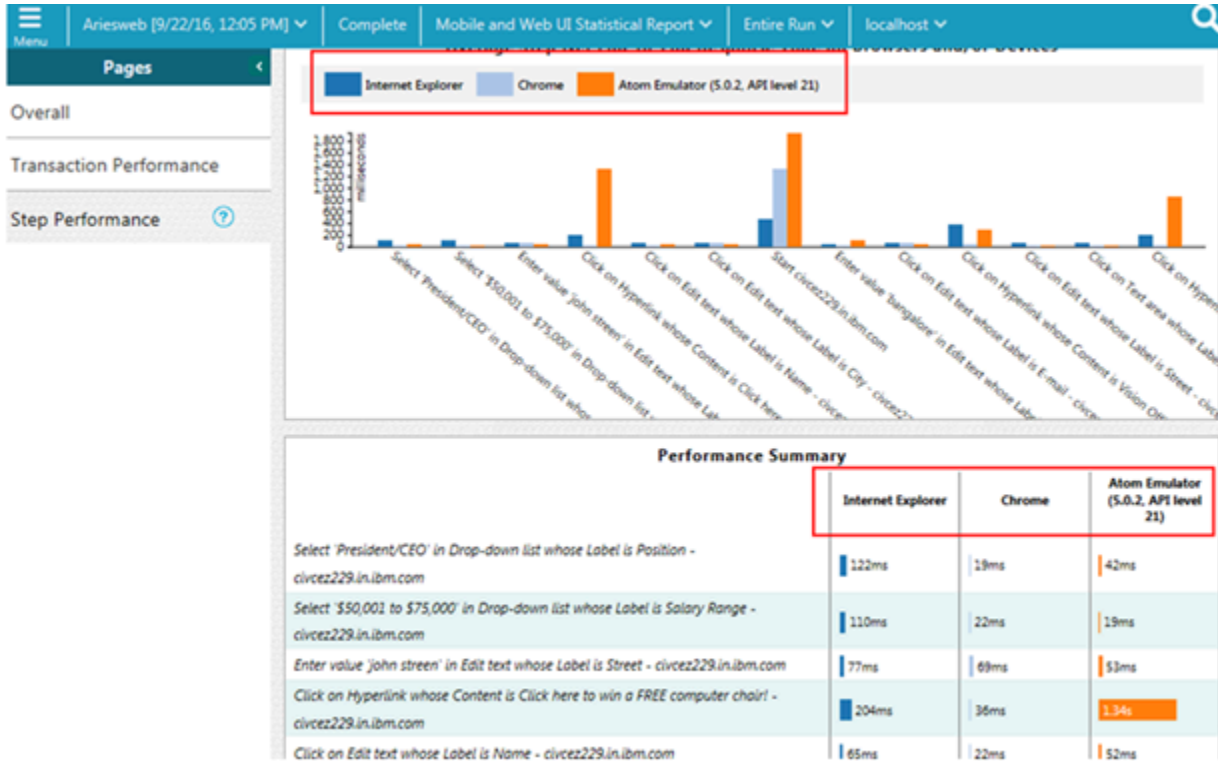 Menu
Ariesweb [9/22/16, 12:05 PM]
Complete
Mobile and Web UI Statistical Report
Entire Run
localhost
Pages
Overall
Transaction Performance
Step Performance
?
Internet Explorer
Chrome
Atom Emulator (5.0.2, API level 21)
milliseconds
800
600
400
200
000
800
600
400
200
0
Select 'President/CEO' in Drop-down list whos
Select '$50,001 to $75,000' in Drop-down list
Enter value 'john streen' in Edit text whose Lab
Click on Hyperlink whose Content is Click here
Click on Edit text whose Label is Name - civce
Click on Edit text whose Label is City - civcez2
Start civcez229.in.ibm.com
Enter value 'bangalore' in Edit text whose Labe
Click on Edit text whose Label is E-mail - civce
Click on Hyperlink whose Content is Vision Off
Click on Edit text whose Label is Street - civc
Click on Text area whose Labe
Click on Hyper
Performance Summary
Internet Explorer
Chrome
Atom Emulator
(5.0.2, API level
21)
Select 'President/CEO' in Drop-down list whose Label is Position -
civcez229.in.ibm.com
122ms
19ms
42ms
Select '$50,001 to $75,000' in Drop-down list whose Label is Salary Range -
civcez229.in.ibm.com
110ms
22ms
19ms
Enter value 'john streen' in Edit text whose Label is Street - civcez229.in.ibm.com
77ms
69ms
53ms
Click on Hyperlink whose Content is Click here to win a FREE computer chair! -
civcez229.in.ibm.com
204ms
36ms
1.34s
Click on Edit text whose Label is Name - civcez229.in.ibm.com
65ms
22ms
52ms